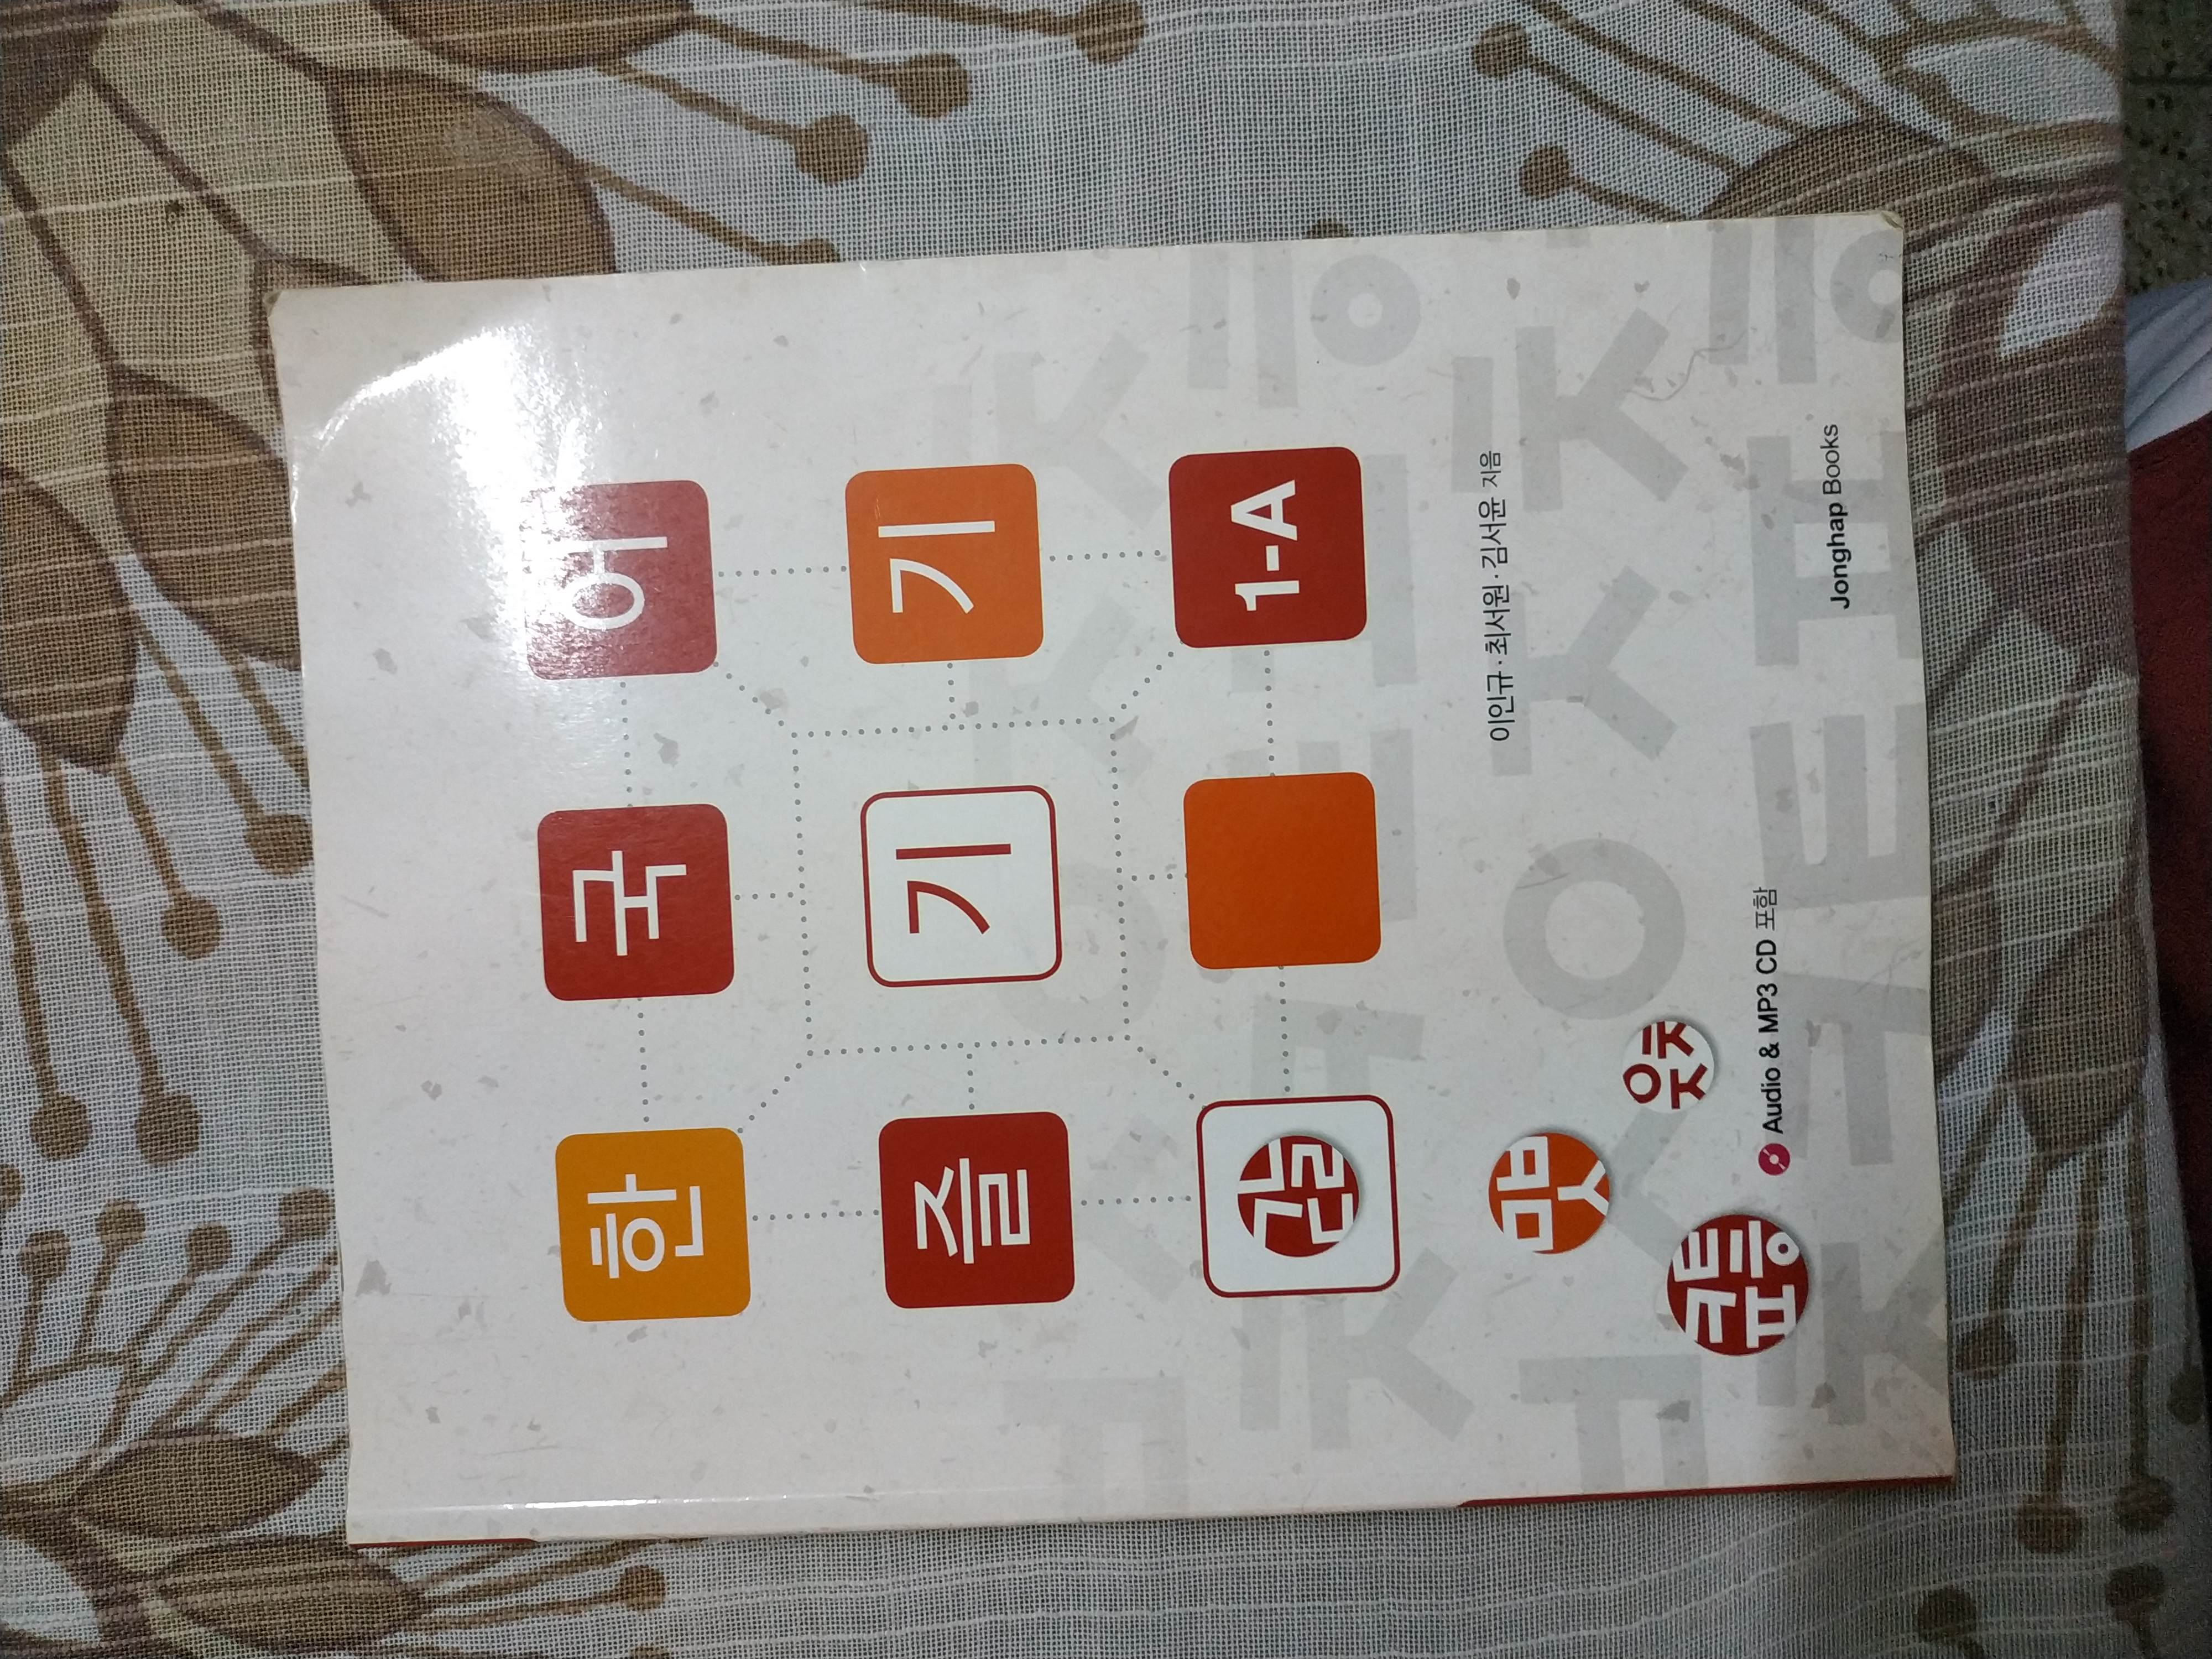 한 국 어
즐 기 기
1-A
이인규·최서원·김서윤 지음
Audio & MP3 CD 포함
Jonghap Books